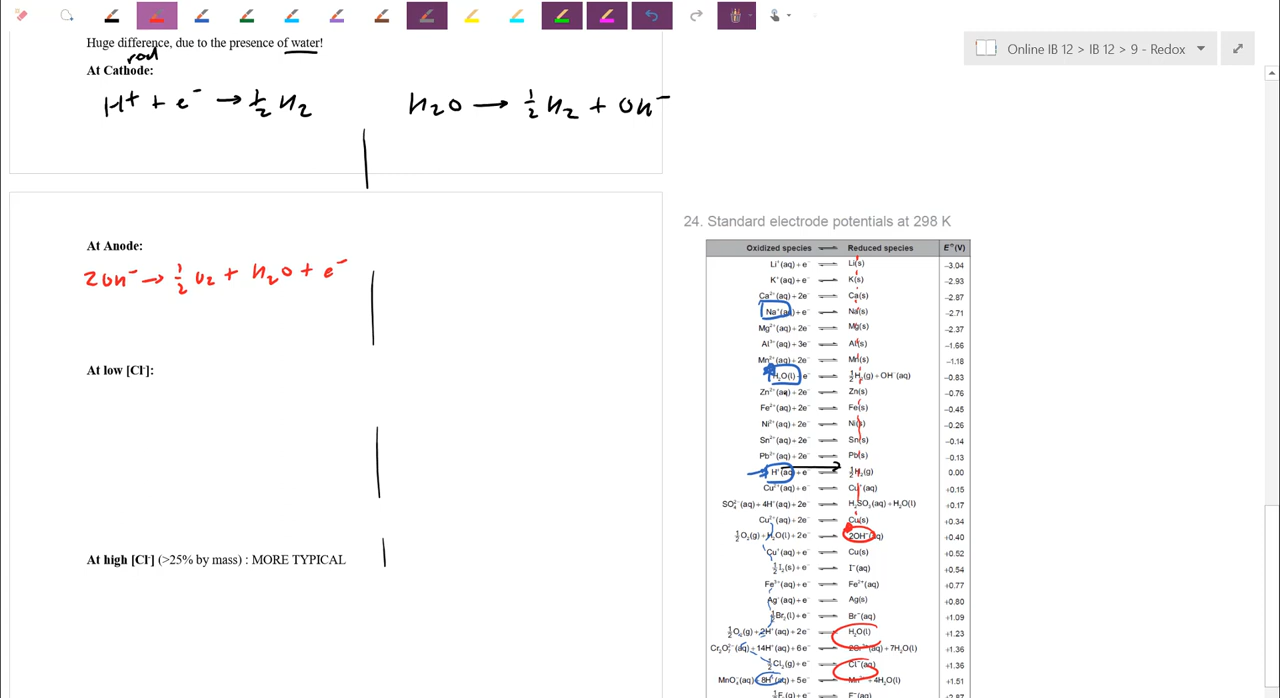 Online IB 12 > IB 12 > 9 - Redox
Huge difference, due to the presence of water!
red
At Cathode:
H+ + e- → ½ H2
H2O → ½ H2 + OH-
At Anode:
2OH- → ½ O2 + H2O + e-
At low [Cl-]:
At high [Cl-] (>25% by mass) : MORE TYPICAL
24. Standard electrode potentials at 298 K
Oxidized species ⇌ Reduced species E⊖(V)
Li+(aq) + e- ⇌ Li(s) −3.04
K+(aq) + e- ⇌ K(s) −2.93
Ca2+(aq) + 2e- ⇌ Ca(s) −2.87
Na+(aq) + e- ⇌ Na(s) −2.71
Mg2+(aq) + 2e- ⇌ Mg(s) −2.37
Al3+(aq) + 3e- ⇌ Al(s) −1.66
Mn2+(aq) + 2e- ⇌ Mn(s) −1.18
H2O(l) + e- ⇌ ½H2(g) + OH-(aq) −0.83
Zn2+(aq) + 2e- ⇌ Zn(s) −0.76
Fe2+(aq) + 2e- ⇌ Fe(s) −0.45
Ni2+(aq) + 2e- ⇌ Ni(s) −0.26
Sn2+(aq) + 2e- ⇌ Sn(s) −0.14
Pb2+(aq) + 2e- ⇌ Pb(s) −0.13
H+(aq) + e- ⇌ ½H2(g) 0.00
Cu2+(aq) + e- ⇌ Cu+(aq) +0.15
SO42-(aq) + 4H+(aq) + 2e- ⇌ H2SO3(aq) + H2O(l) +0.17
Cu2+(aq) + 2e- ⇌ Cu(s) +0.34
½O2(g) + H2O(l) + 2e- ⇌ 2OH-(aq) +0.40
Cu+(aq) + e- ⇌ Cu(s) +0.52
½I2(s) + e- ⇌ I-(aq) +0.54
Fe3+(aq) + e- ⇌ Fe2+(aq) +0.77
Ag+(aq) + e- ⇌ Ag(s) +0.80
½Br2(l) + e- ⇌ Br-(aq) +1.09
½O2(g) + 2H+(aq) + 2e- ⇌ H2O(l) +1.23
Cr2O72-(aq) + 14H+(aq) + 6e- ⇌ 2Cr3+(aq) + 7H2O(l) +1.36
½Cl2(g) + e- ⇌ Cl-(aq) +1.36
MnO4-(aq) + 8H+(aq) + 5e- ⇌ Mn2+ + 4H2O(l) +1.51